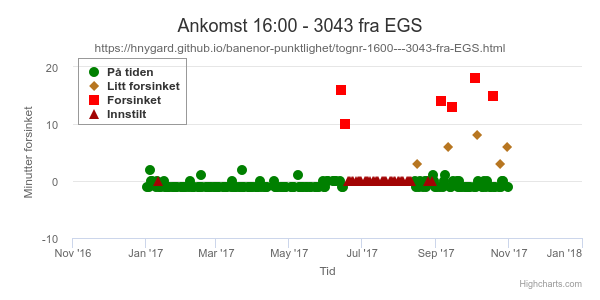 Ankomst 16:00 - 3043 fra EGS
https://hnygard.github.io/banenor-punktlighet/tognr-1600---3043-fra-EGS.html
På tiden
Litt forsinket
Forsinket
Innstilt
Minutter forsinket
20
10
0
-10
Nov '16 Jan '17 Mar '17 May '17 Jul '17 Sep '17 Nov '17 Jan '18
Tid
Highcharts.com